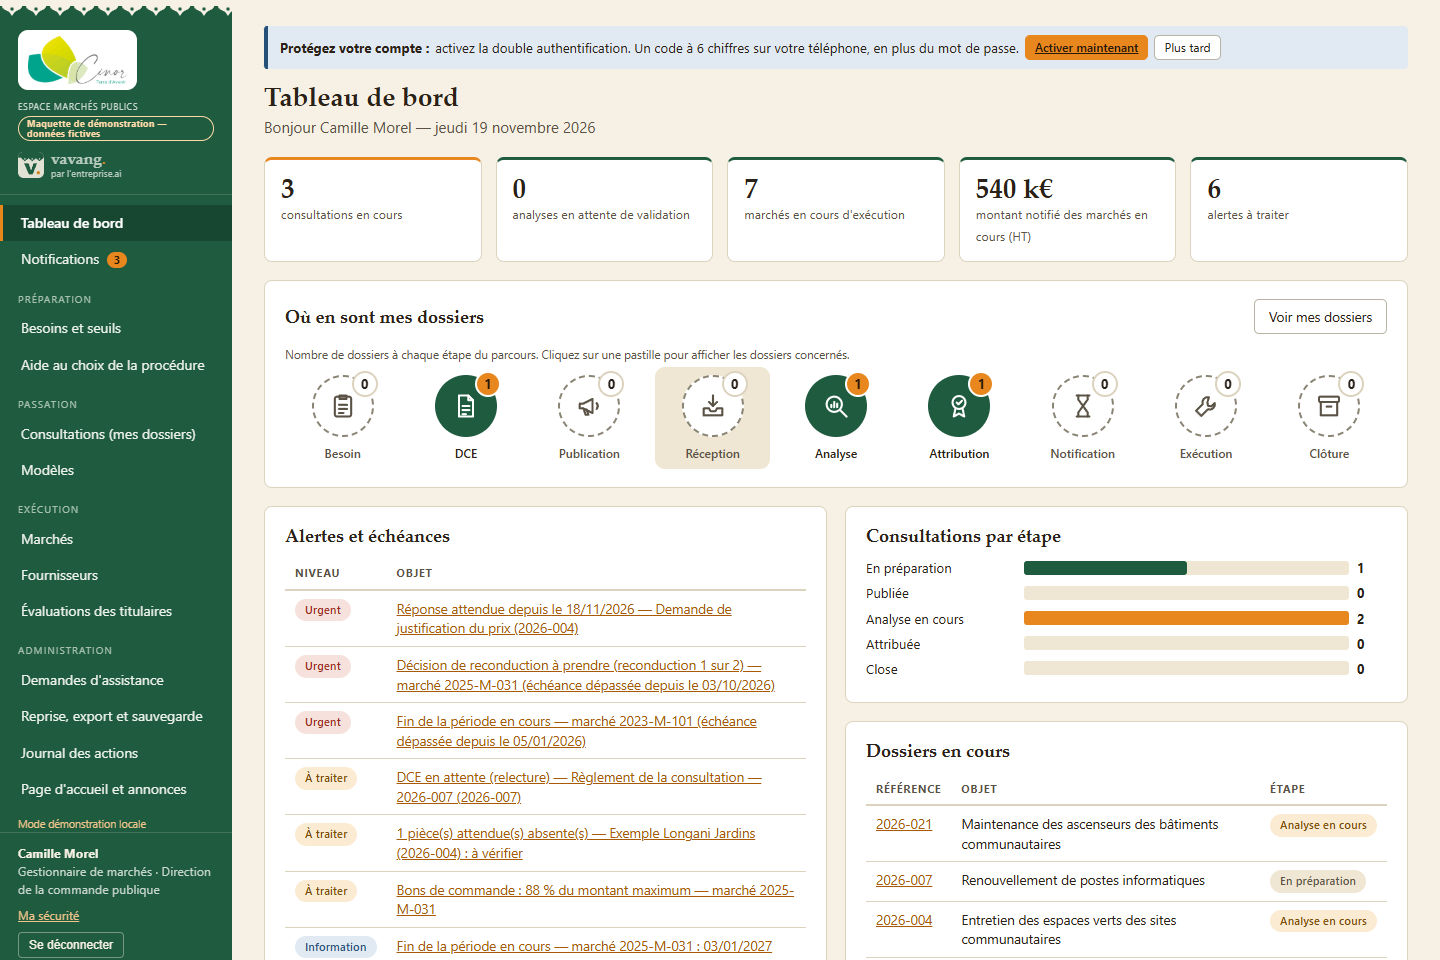 Cinor
Terre d'Avenir
ESPACE MARCHÉS PUBLICS
Maquette de démonstration —
données fictives
v.
vavang.
par l'entreprise.ai
Tableau de bord
Notifications 3
PRÉPARATION
Besoins et seuils
Aide au choix de la procédure
PASSATION
Consultations (mes dossiers)
Modèles
EXÉCUTION
Marchés
Fournisseurs
Évaluations des titulaires
ADMINISTRATION
Demandes d'assistance
Reprise, export et sauvegarde
Journal des actions
Page d'accueil et annonces
Mode démonstration locale
Camille Morel
Gestionnaire de marchés · Direction
de la commande publique
Ma sécurité
Se déconnecter
Protégez votre compte : activez la double authentification. Un code à 6 chiffres sur votre téléphone, en plus du mot de passe. Activer maintenant Plus tard
Tableau de bord
Bonjour Camille Morel — jeudi 19 novembre 2026
3
consultations en cours
0
analyses en attente de validation
7
marchés en cours d'exécution
540 k€
montant notifié des marchés en
cours (HT)
6
alertes à traiter
Où en sont mes dossiers
Voir mes dossiers
Nombre de dossiers à chaque étape du parcours. Cliquez sur une pastille pour afficher les dossiers concernés.
0 1 0 0 1 1 0 0 0
Besoin DCE Publication Réception Analyse Attribution Notification Exécution Clôture
Alertes et échéances
NIVEAU OBJET
Urgent Réponse attendue depuis le 18/11/2026 — Demande de
justification du prix (2026-004)
Urgent Décision de reconduction à prendre (reconduction 1 sur 2) —
marché 2025-M-031 (échéance dépassée depuis le 03/10/2026)
Urgent Fin de la période en cours — marché 2023-M-101 (échéance
dépassée depuis le 05/01/2026)
À traiter DCE en attente (relecture) — Règlement de la consultation —
2026-007 (2026-007)
À traiter 1 pièce(s) attendue(s) absente(s) — Exemple Longani Jardins
(2026-004) : à vérifier
À traiter Bons de commande : 88 % du montant maximum — marché 2025-
M-031
Information Fin de la période en cours — marché 2025-M-031 : 03/01/2027
Consultations par étape
En préparation 1
Publiée 0
Analyse en cours 2
Attribuée 0
Close 0
Dossiers en cours
RÉFÉRENCE OBJET ÉTAPE
2026-021 Maintenance des ascenseurs des bâtiments
communautaires Analyse en cours
2026-007 Renouvellement de postes informatiques En préparation
2026-004 Entretien des espaces verts des sites
communautaires Analyse en cours